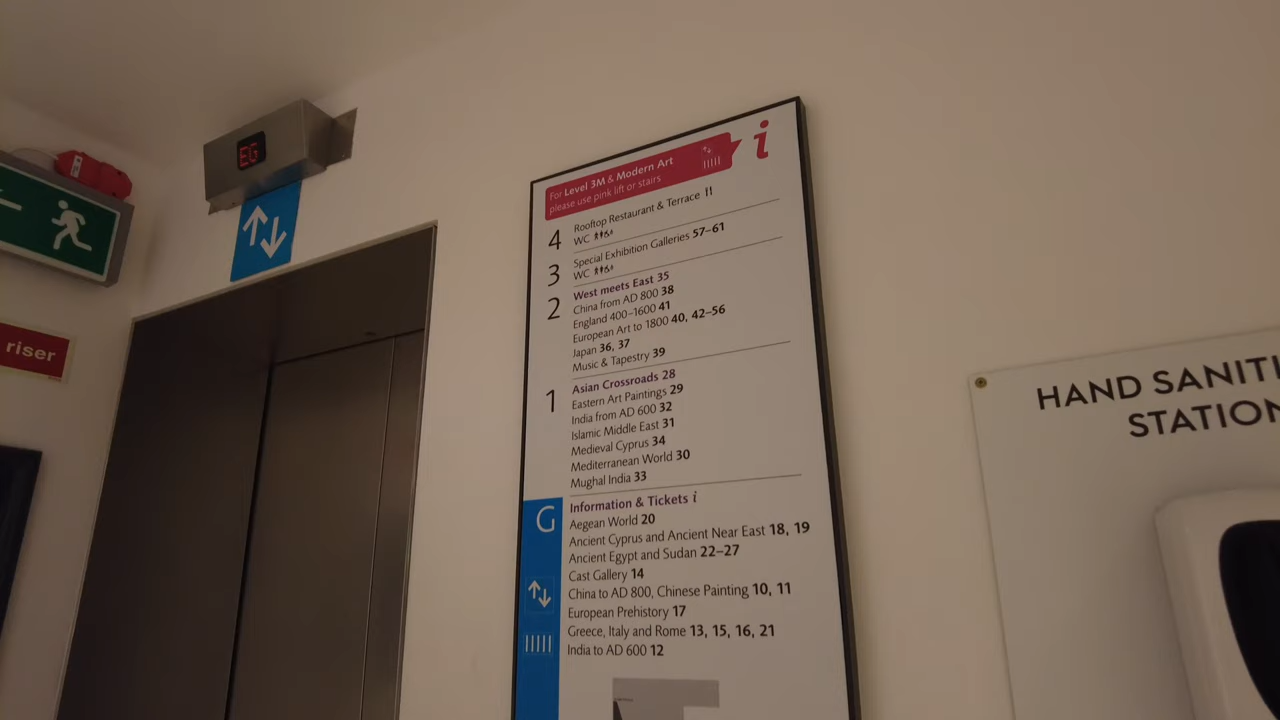 EG
riser
For Level 3M & Modern Art
please use pink lift or stairs
i
4
Rooftop Restaurant & Terrace
WC
3
Special Exhibition Galleries 57–61
WC
2
West meets East 35
China from AD 800 38
England 400–1600 41
European Art to 1800 40, 42–56
Japan 36, 37
Music & Tapestry 39
1
Asian Crossroads 28
Eastern Art Paintings 29
India from AD 600 32
Islamic Middle East 31
Medieval Cyprus 34
Mediterranean World 30
Mughal India 33
G
Information & Tickets i
Aegean World 20
Ancient Cyprus and Ancient Near East 18, 19
Ancient Egypt and Sudan 22–27
Cast Gallery 14
China to AD 800, Chinese Painting 10, 11
European Prehistory 17
Greece, Italy and Rome 13, 15, 16, 21
India to AD 600 12
HAND SANITI
STATION